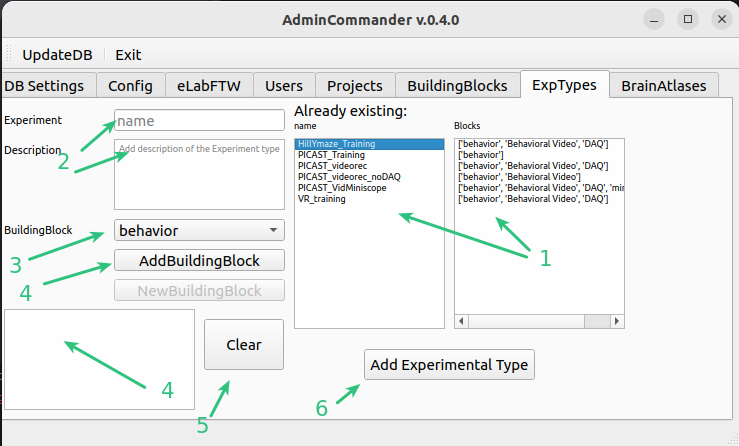 AdminCommander v.0.4.0
UpdateDB Exit
DB Settings Config eLabFTW Users Projects BuildingBlocks ExpTypes BrainAtlases
Already existing:
Experiment name name Blocks
Description Add description of the Experiment type
2
HillYmaze_Training ['behavior', 'Behavioral Video', 'DAQ']
PICAST_Training ['behavior']
PICAST_videorec ['behavior', 'Behavioral Video', 'DAQ']
PICAST_videorec_noDAQ ['behavior', 'Behavioral Video']
PICAST_VidMiniscope ['behavior', 'Behavioral Video', 'DAQ', 'min
VR_training ['behavior', 'Behavioral Video', 'DAQ']
BuildingBlock behavior
1
3
AddBuildingBlock
4
NewBuildingBlock
Clear
Add Experimental Type
4
5
6